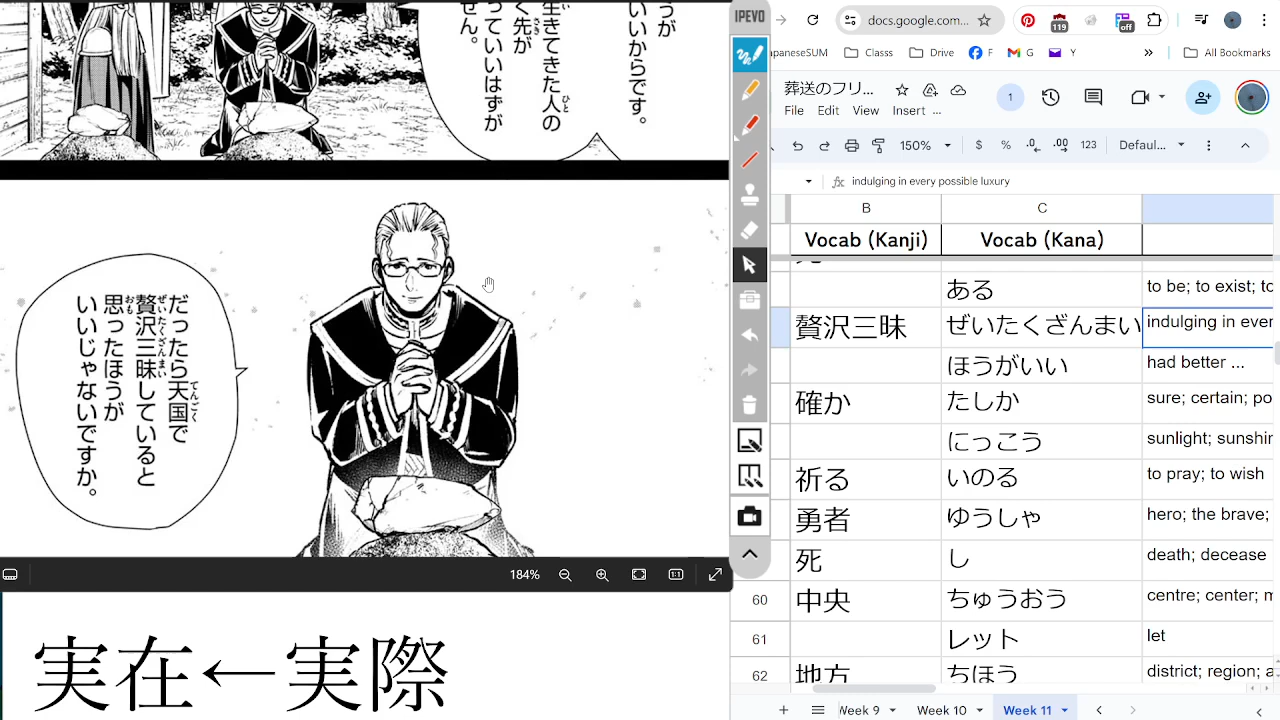 うが
いいからです。
生きてきた人の
く先が
っていいはずが
せん。
だったら天国で
贅沢三昧していると
思ったほうが
いいじゃないですか。
184%
1:1
実在←実際
IPEVO
docs.google.com...
119
off
apaneseSUM
Classs
Drive
F
G
Y
All Bookmarks
葬送のフリ...
1
File Edit View Insert ...
150%
$ % .0 .00 123 Defaul...
fx indulging in every possible luxury
B C
Vocab (Kanji) Vocab (Kana)
ある to be; to exist; to
贅沢三昧 ぜいたくざんまい indulging in ever
ほうがいい had better ...
確か たしか sure; certain; po
にっこう sunlight; sunshin
祈る いのる to pray; to wish
勇者 ゆうしゃ hero; the brave;
死 し death; decease
60 中央 ちゅうおう centre; center; m
61 レット let
62 地方 ちほう district; region; a
Week 9 Week 10 Week 11